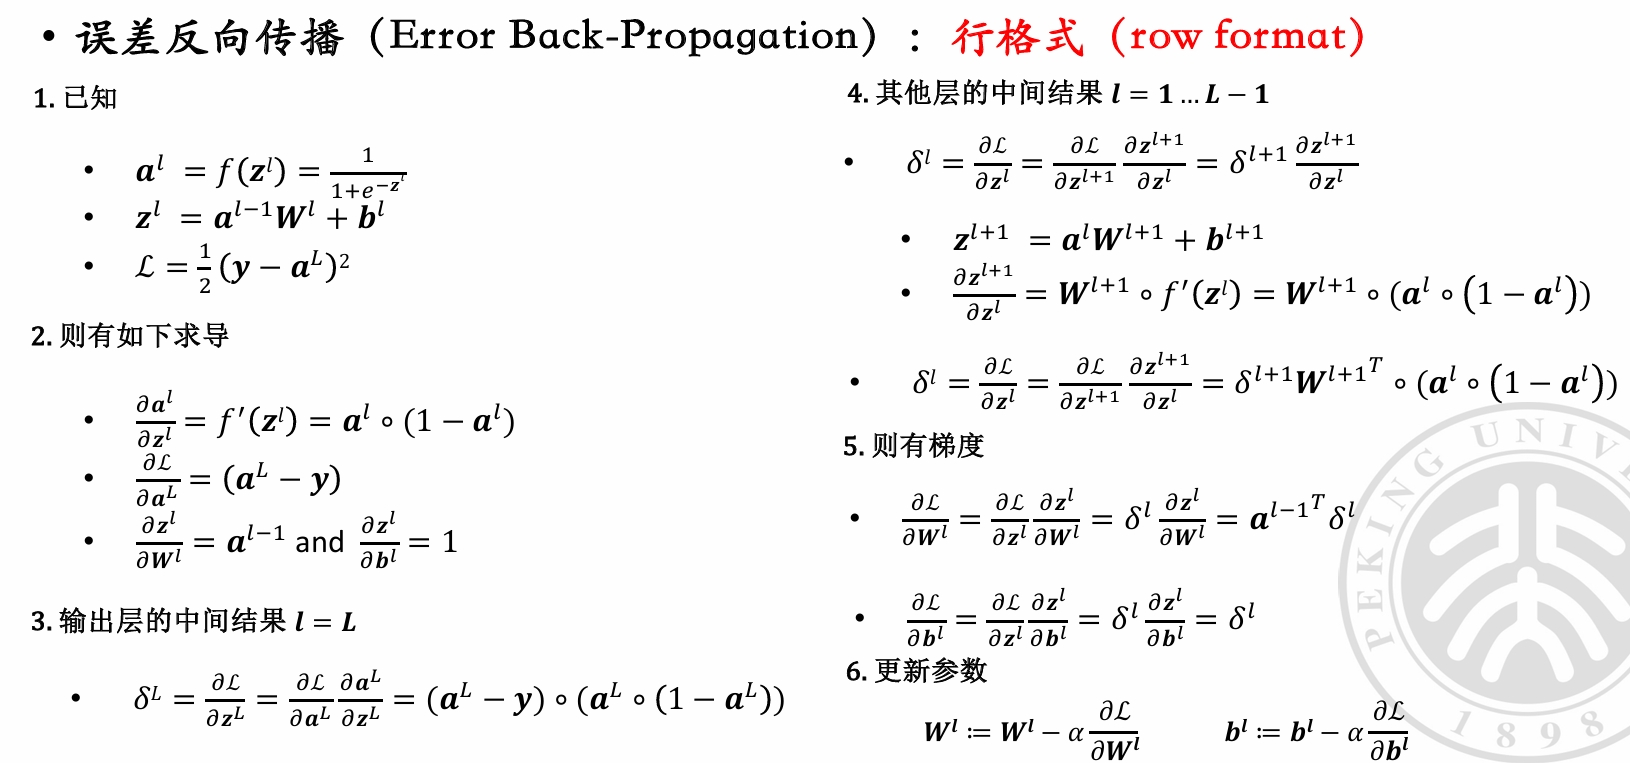 • 误差反向传播（Error Back-Propagation）：行格式（row format）
1. 已知
• $\boldsymbol{a}^l = f(\boldsymbol{z}^l) = \frac{1}{1+e^{-\boldsymbol{z}^l}}$
• $\boldsymbol{z}^l = \boldsymbol{a}^{l-1}\boldsymbol{W}^l + \boldsymbol{b}^l$
• $\mathcal{L} = \frac{1}{2}(\boldsymbol{y} - \boldsymbol{a}^L)^2$
2. 则有如下求导
• $\frac{\partial \boldsymbol{a}^l}{\partial \boldsymbol{z}^l} = f'(\boldsymbol{z}^l) = \boldsymbol{a}^l \circ (1 - \boldsymbol{a}^l)$
• $\frac{\partial \mathcal{L}}{\partial \boldsymbol{a}^L} = (\boldsymbol{a}^L - \boldsymbol{y})$
• $\frac{\partial \boldsymbol{z}^l}{\partial \boldsymbol{W}^l} = \boldsymbol{a}^{l-1}$ and $\frac{\partial \boldsymbol{z}^l}{\partial \boldsymbol{b}^l} = 1$
3. 输出层的中间结果 $\boldsymbol{l} = \boldsymbol{L}$
• $\delta^L = \frac{\partial \mathcal{L}}{\partial \boldsymbol{z}^L} = \frac{\partial \mathcal{L}}{\partial \boldsymbol{a}^L}\frac{\partial \boldsymbol{a}^L}{\partial \boldsymbol{z}^L} = (\boldsymbol{a}^L - \boldsymbol{y}) \circ (\boldsymbol{a}^L \circ (1 - \boldsymbol{a}^L))$
4. 其他层的中间结果 $\boldsymbol{l} = \mathbf{1} \ldots \boldsymbol{L} - \mathbf{1}$
• $\delta^l = \frac{\partial \mathcal{L}}{\partial \boldsymbol{z}^l} = \frac{\partial \mathcal{L}}{\partial \boldsymbol{z}^{l+1}}\frac{\partial \boldsymbol{z}^{l+1}}{\partial \boldsymbol{z}^l} = \delta^{l+1}\frac{\partial \boldsymbol{z}^{l+1}}{\partial \boldsymbol{z}^l}$
• $\boldsymbol{z}^{l+1} = \boldsymbol{a}^l\boldsymbol{W}^{l+1} + \boldsymbol{b}^{l+1}$
• $\frac{\partial \boldsymbol{z}^{l+1}}{\partial \boldsymbol{z}^l} = \boldsymbol{W}^{l+1} \circ f'(\boldsymbol{z}^l) = \boldsymbol{W}^{l+1} \circ (\boldsymbol{a}^l \circ (1 - \boldsymbol{a}^l))$
• $\delta^l = \frac{\partial \mathcal{L}}{\partial \boldsymbol{z}^l} = \frac{\partial \mathcal{L}}{\partial \boldsymbol{z}^{l+1}}\frac{\partial \boldsymbol{z}^{l+1}}{\partial \boldsymbol{z}^l} = \delta^{l+1}{\boldsymbol{W}^{l+1}}^T \circ (\boldsymbol{a}^l \circ (1 - \boldsymbol{a}^l))$
5. 则有梯度
• $\frac{\partial \mathcal{L}}{\partial \boldsymbol{W}^l} = \frac{\partial \mathcal{L}}{\partial \boldsymbol{z}^l}\frac{\partial \boldsymbol{z}^l}{\partial \boldsymbol{W}^l} = \delta^l\frac{\partial \boldsymbol{z}^l}{\partial \boldsymbol{W}^l} = {\boldsymbol{a}^{l-1}}^T\delta^l$
• $\frac{\partial \mathcal{L}}{\partial \boldsymbol{b}^l} = \frac{\partial \mathcal{L}}{\partial \boldsymbol{z}^l}\frac{\partial \boldsymbol{z}^l}{\partial \boldsymbol{b}^l} = \delta^l\frac{\partial \boldsymbol{z}^l}{\partial \boldsymbol{b}^l} = \delta^l$
6. 更新参数
$\boldsymbol{W}^l := \boldsymbol{W}^l - \alpha\frac{\partial \mathcal{L}}{\partial \boldsymbol{W}^l}$ $\boldsymbol{b}^l := \boldsymbol{b}^l - \alpha\frac{\partial \mathcal{L}}{\partial \boldsymbol{b}^l}$
PEKING UNIVE
1898